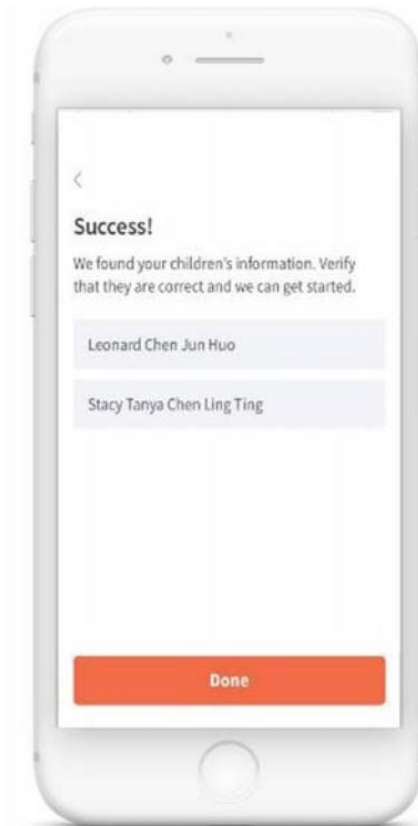 Success!
We found your children's information. Verify
that they are correct and we can get started.
Leonard Chen Jun Huo
Stacy Tanya Chen Ling Ting
Done